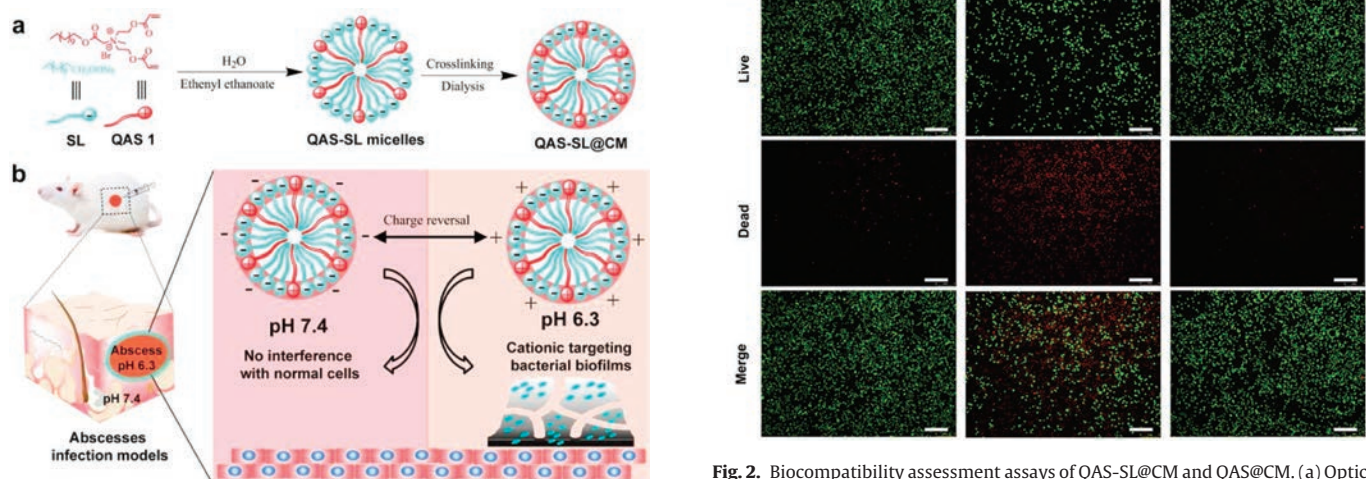 a
O
O
O
O
N
O
Br
O
O
SL
QAS 1
H₂O
Ethenyl ethanoate
QAS-SL micelles
Crosslinking
Dialysis
QAS-SL@CM
b
Abscess
pH 6.3
pH 7.4
Abscesses
infection models
Charge reversal
pH 7.4
No interference
with normal cells
pH 6.3
Cationic targeting
bacterial biofilms
Live
Dead
Merge
Fig. 2. Biocompatibility assessment assays of QAS-SL@CM and QAS@CM. (a) Optic